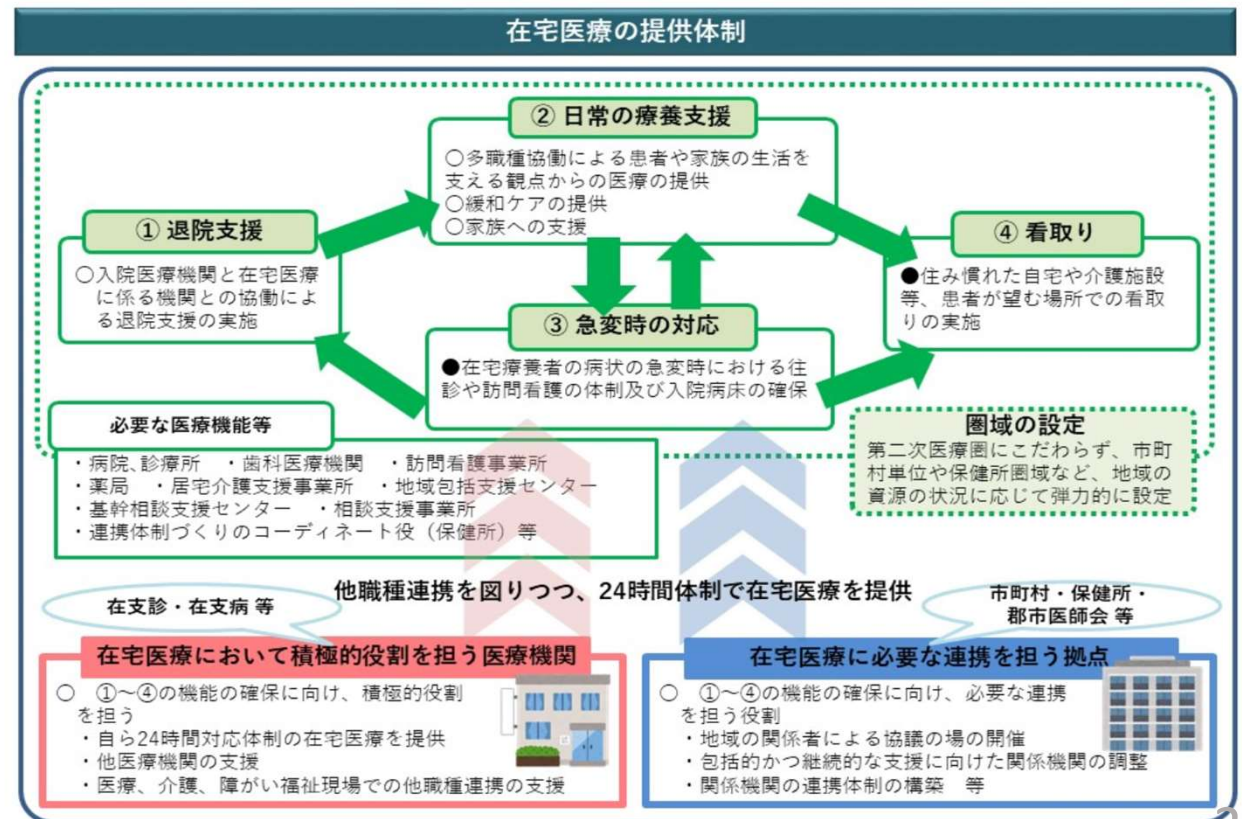 在宅医療の提供体制
② 日常の療養支援
○多職種協働による患者や家族の生活を
支える観点からの医療の提供
○緩和ケアの提供
○家族への支援
① 退院支援
○入院医療機関と在宅医療
に係る機関との協働によ
る退院支援の実施
④ 看取り
●住み慣れた自宅や介護施設
等、患者が望む場所での看取
りの実施
③ 急変時の対応
●在宅療養者の病状の急変時における往
診や訪問看護の体制及び入院病床の確保
必要な医療機能等
・病院、診療所 ・歯科医療機関 ・訪問看護事業所
・薬局 ・居宅介護支援事業所 ・地域包括支援センター
・基幹相談支援センター ・相談支援事業所
・連携体制づくりのコーディネート役（保健所）等
圏域の設定
第二次医療圏にこだわらず、市町
村単位や保健所圏域など、地域の
資源の状況に応じて弾力的に設定
他職種連携を図りつつ、24時間体制で在宅医療を提供
在支診・在支病 等
在宅医療において積極的役割を担う医療機関
○ ①～④の機能の確保に向け、積極的役割
を担う
・自ら24時間対応体制の在宅医療を提供
・他医療機関の支援
・医療、介護、障がい福祉現場での他職種連携の支援
市町村・保健所・
郡市医師会 等
在宅医療に必要な連携を担う拠点
○ ①～④の機能の確保に向け、必要な連携
を担う役割
・地域の関係者による協議の場の開催
・包括的かつ継続的な支援に向けた関係機関の調整
・関係機関の連携体制の構築 等